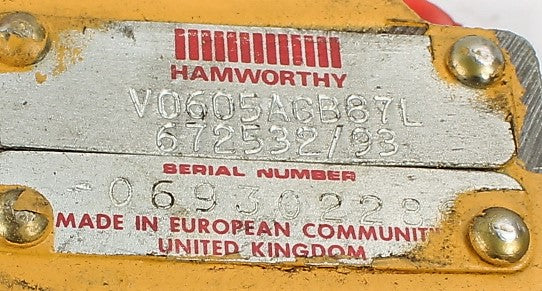 HAMWORTHY
V0605AGB87L
672532/93
SERIAL NUMBER
06930228
MADE IN EUROPEAN COMMUNIT
UNITED KINGDOM